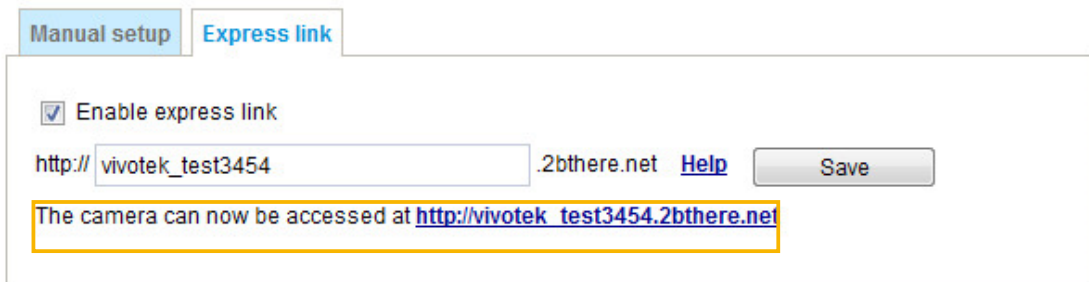 Manual setup Express link
Enable express link
http:// vivotek_test3454 .2bthere.net Help Save
The camera can now be accessed at http://vivotek_test3454.2bthere.net